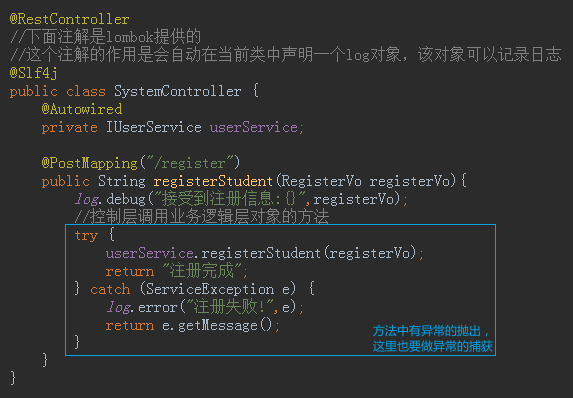 @RestController
//下面注解是lombok提供的
//这个注解的作用是会自动在当前类中声明一个log对象，该对象可以记录日志
@Slf4j
public class SystemController {
    @Autowired
    private IUserService userService;

    @PostMapping("/register")
    public String registerStudent(RegisterVo registerVo){
        log.debug("接受到注册信息:{}",registerVo);
        //控制层调用业务逻辑层对象的方法
        try {
            userService.registerStudent(registerVo);
            return "注册完成";
        } catch (ServiceException e) {
            log.error("注册失败!",e);
            return e.getMessage();
方法中有异常的抛出，
        }
这里也要做异常的捕获
    }
}